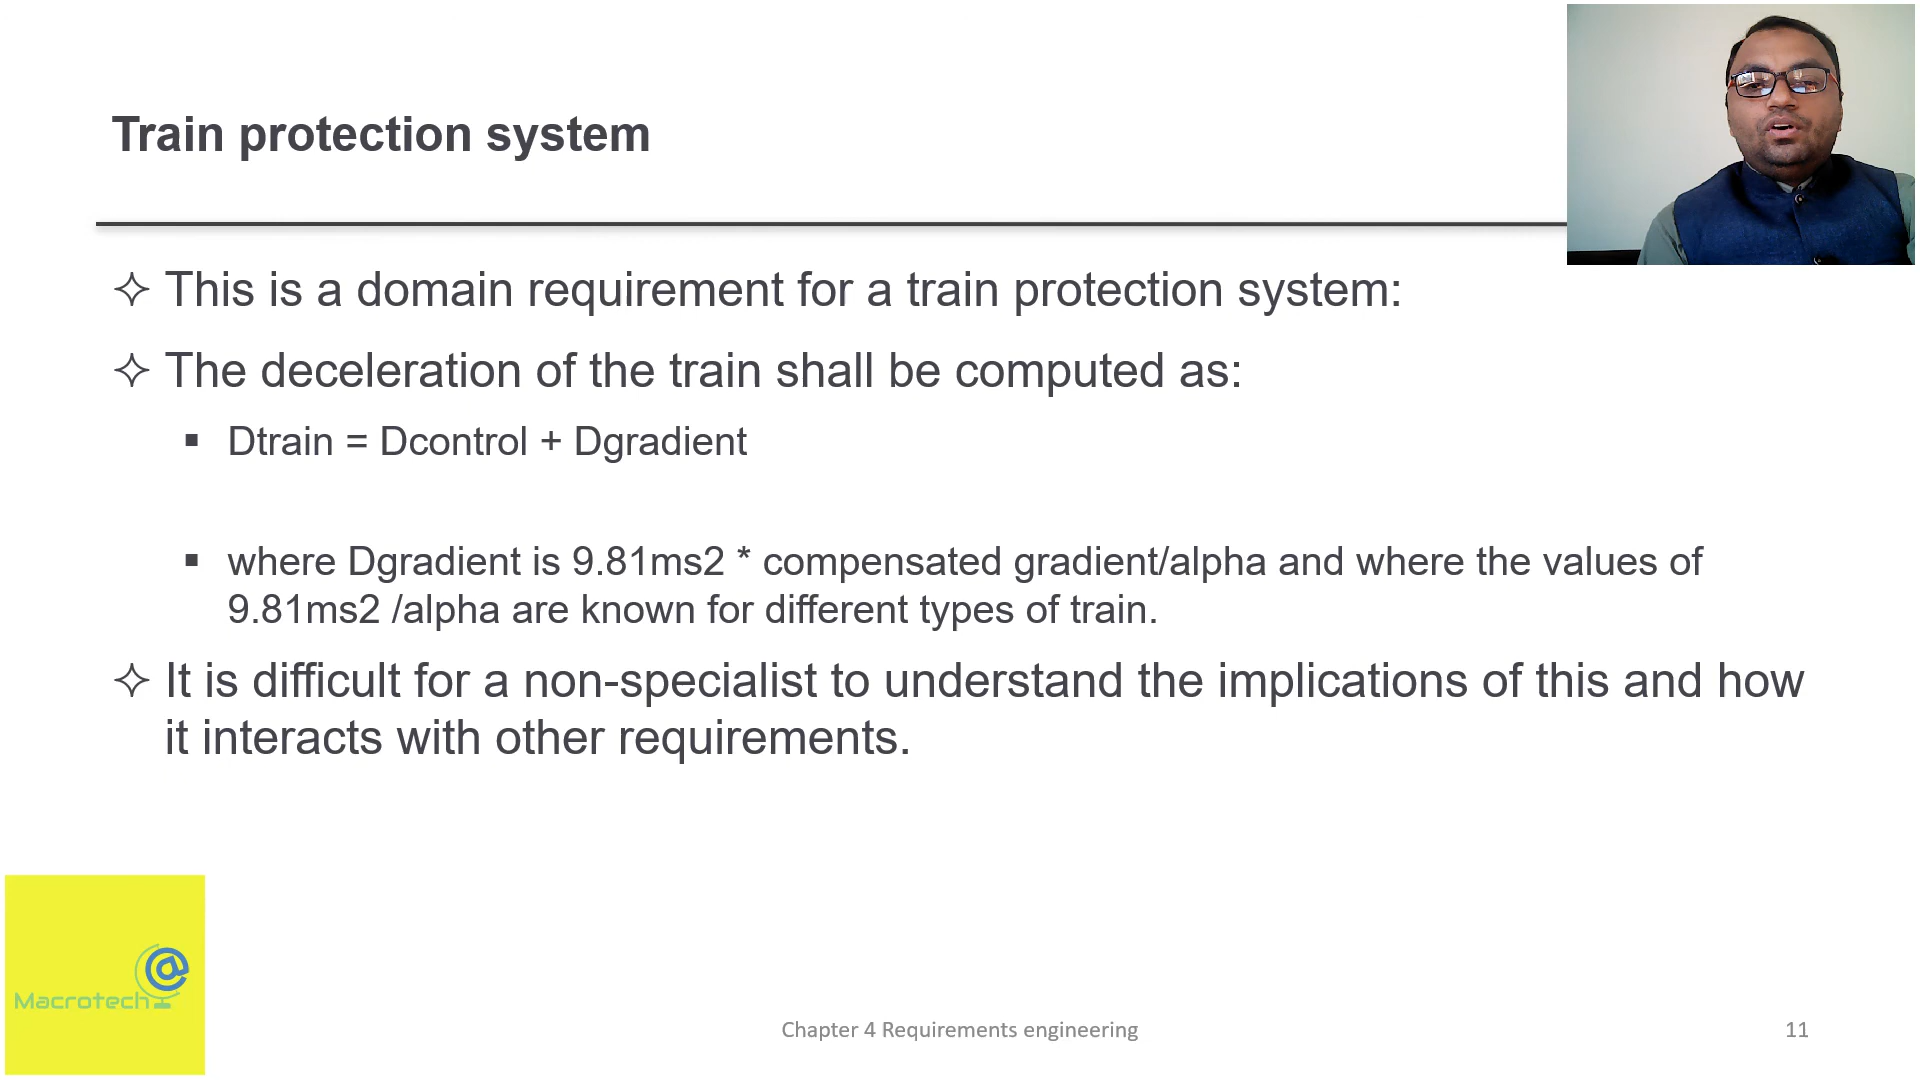 Train protection system
This is a domain requirement for a train protection system:
The deceleration of the train shall be computed as:
Dtrain = Dcontrol + Dgradient
where Dgradient is 9.81ms2 * compensated gradient/alpha and where the values of
9.81ms2 /alpha are known for different types of train.
It is difficult for a non-specialist to understand the implications of this and how
it interacts with other requirements.
@
Macrotech
Chapter 4 Requirements engineering
11